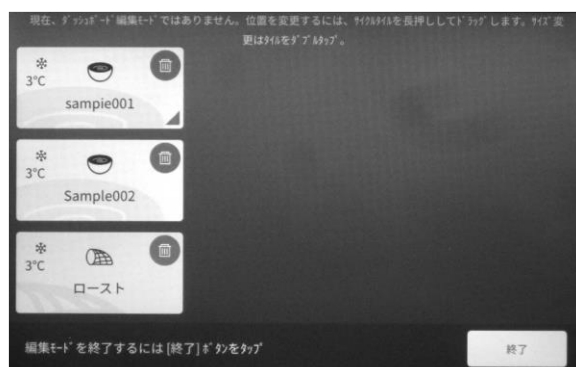 現在、ﾀﾞｯｼｭﾎﾞｰﾄﾞ編集ﾓｰﾄﾞではありません。位置を変更するには、ｻｲｸﾙﾀｲﾙを長押ししてﾄﾞﾗｯｸﾞします。ｻｲｽﾞ変
更はﾀｲﾙをﾀﾞﾌﾞﾙﾀｯﾌﾟ。
3°C
sampie001
3°C
Sample002
3°C
ロースト
編集ﾓｰﾄﾞを終了するには [終了] ﾎﾞﾀﾝをﾀｯﾌﾟ
終了